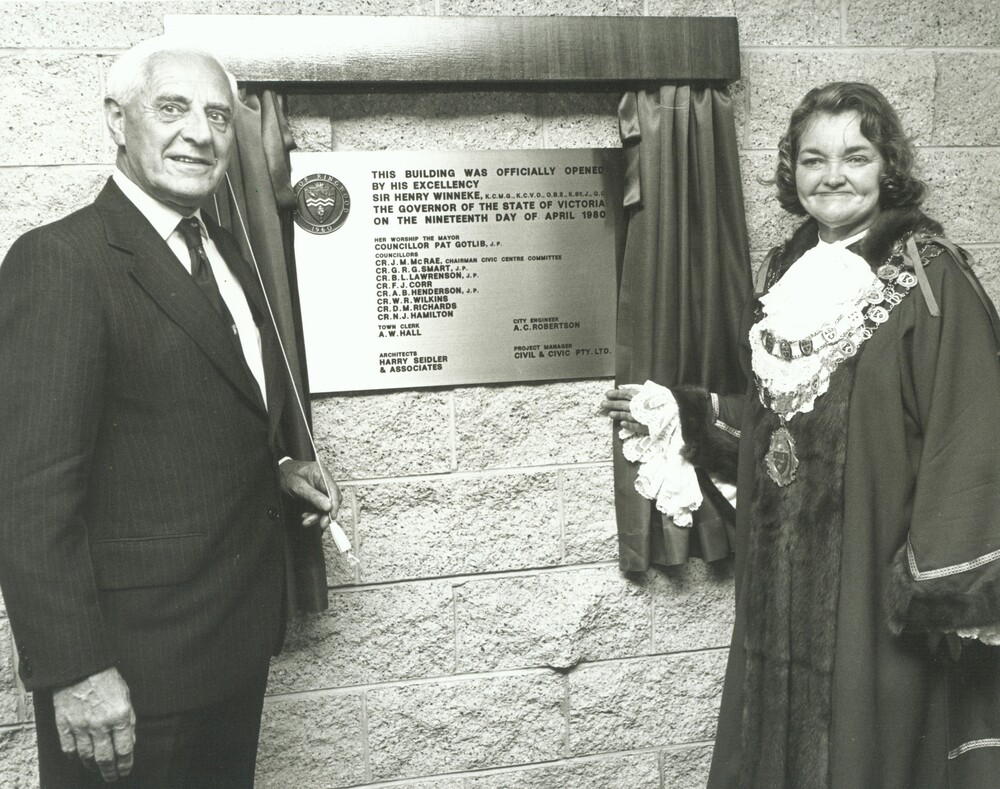 OF RINGWOOD
1960
THIS BUILDING WAS OFFICIALLY OPENED
BY HIS EXCELLENCY
SIR HENRY WINNEKE, K.C.M.G., K.C.V.O., O.B.E., K.ST.J., Q.C
THE GOVERNOR OF THE STATE OF VICTORIA
ON THE NINETEENTH DAY OF APRIL 1980
HER WORSHIP THE MAYOR
COUNCILLOR PAT GOTLIB, J.P.
COUNCILLORS
CR. J. M. McRAE, CHAIRMAN CIVIC CENTRE COMMITTEE
CR. G. R. G. SMART, J.P.
CR. B. L. LAWRENSON, J.P.
CR. F. J. CORR
CR. A. B. HENDERSON, J.P.
CR. W. R. WILKINS
CR. D. M. RICHARDS
CR. N. J. HAMILTON
TOWN CLERK
A. W. HALL
CITY ENGINEER
A. C. ROBERTSON
ARCHITECTS
HARRY SEIDLER
& ASSOCIATES
PROJECT MANAGER
CIVIL & CIVIC PTY. LTD.